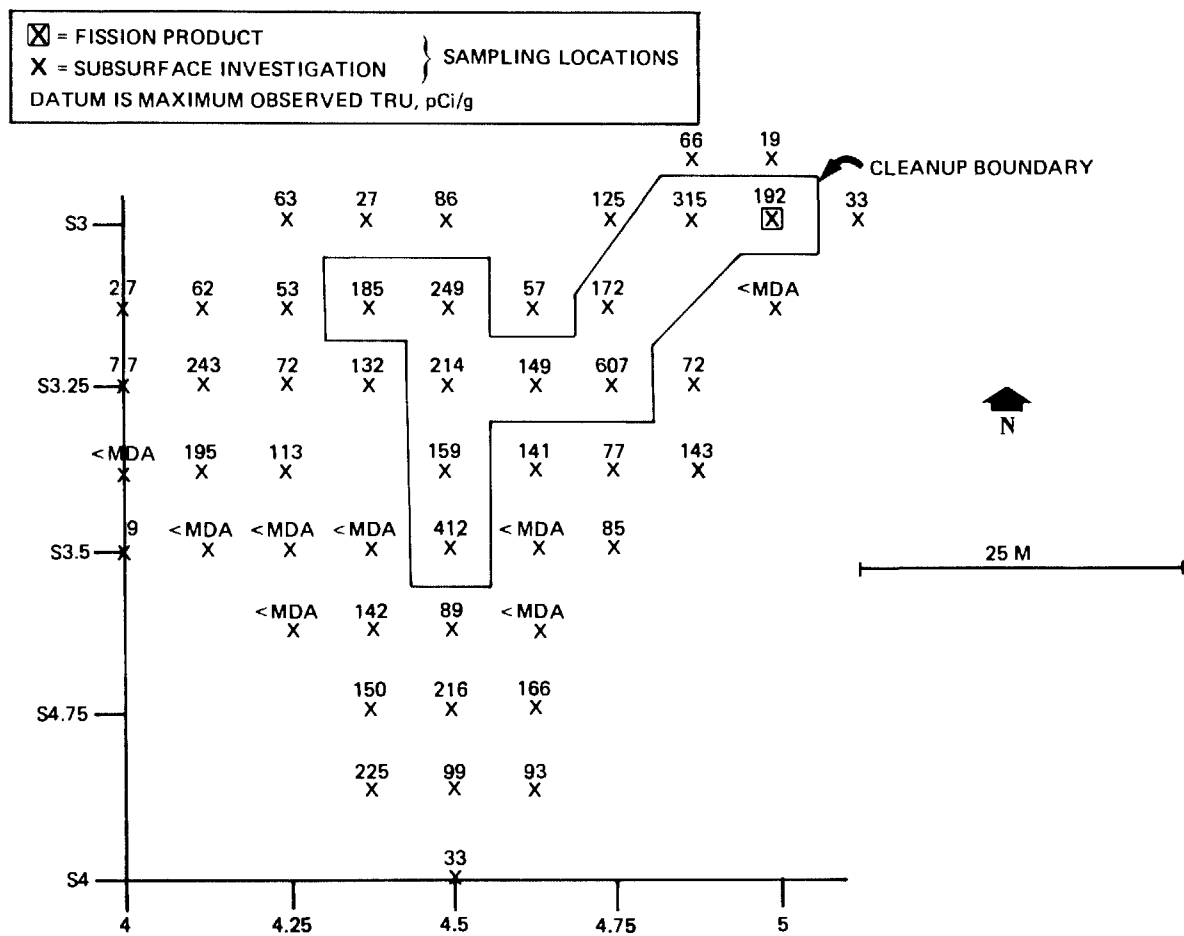 X = FISSION PRODUCT
X = SUBSURFACE INVESTIGATION } SAMPLING LOCATIONS
DATUM IS MAXIMUM OBSERVED TRU, pCi/g
66 19
CLEANUP BOUNDARY
63 27 86 125 315 192 33
S3 X X X X X X X
27 62 53 185 249 57 172 <MDA
X X X X X X X X
77 243 72 132 214 149 607 72
S3.25 X X X X X X X X
<MDA 195 113 159 141 77 143
X X X X X X X
N
9 <MDA <MDA <MDA 412 <MDA 85
S3.5 X X X X X X X
25 M
<MDA 142 89 <MDA
X X X X
150 216 166
S4.75 X X X
225 99 93
X X X
33
S4 X
4 4.25 4.5 4.75 5